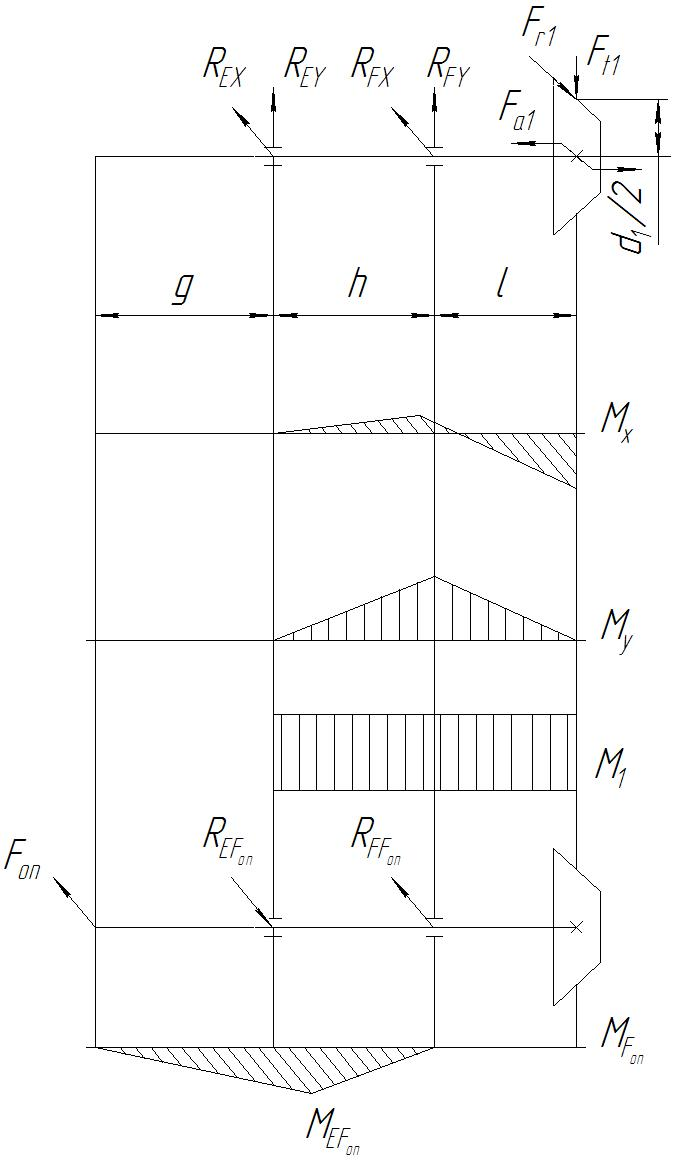 F_r1
F_t1
R_EX R_EY R_FX R_FY
F_a1
d_1/2
g h l
M_x
M_y
M_1
F_оп R_EF_оп R_FF_оп
M_F_оп
M_EF_оп